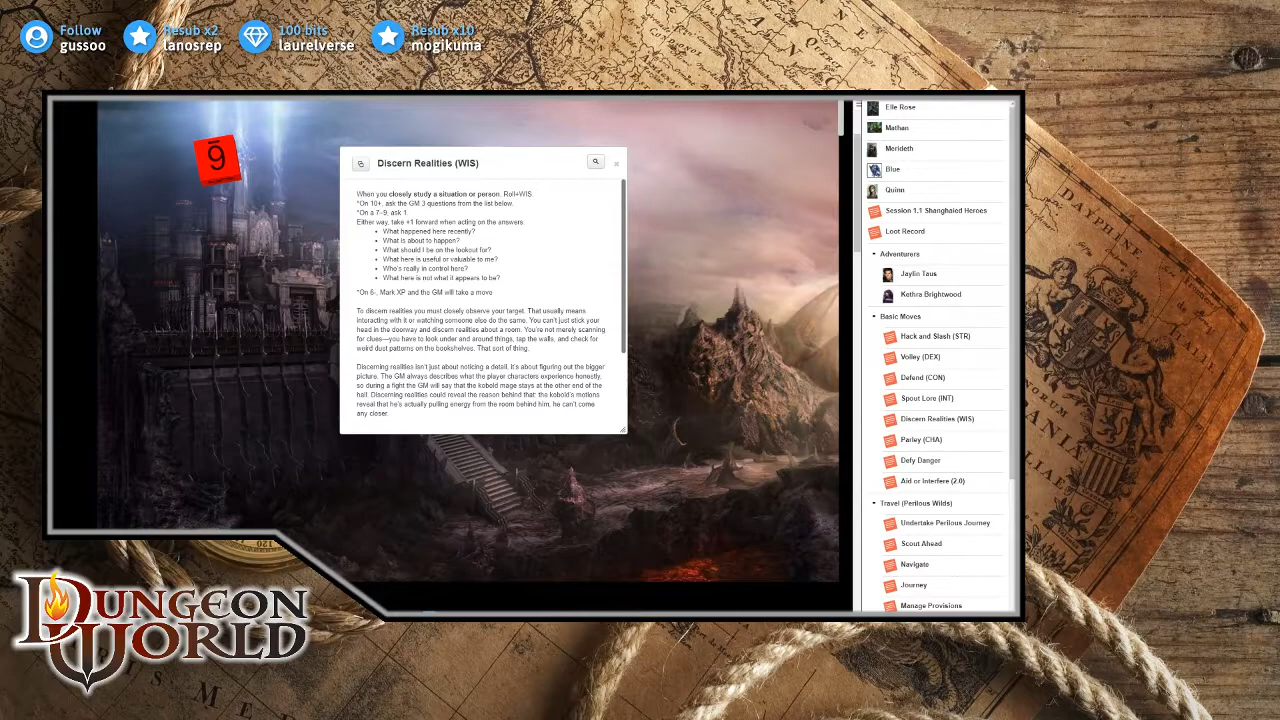 Follow
gussoo
Resub x2
lanosrep
100 bits
laurelverse
Resub x10
mogikuma
9
Discern Realities (WIS)
When you closely study a situation or person, Roll+WIS:
*On 10+, ask the GM 3 questions from the list below.
*On a 7–9, ask 1.
Either way, take +1 forward when acting on the answers.
• What happened here recently?
• What is about to happen?
• What should I be on the lookout for?
• What here is useful or valuable to me?
• Who's really in control here?
• What here is not what it appears to be?
*On 6-, Mark XP and the GM will take a move
To discern realities you must closely observe your target. That usually means
interacting with it or watching someone else do the same. You can't just stick your
head in the doorway and discern realities about a room. You're not merely scanning
for clues—you have to look under and around things, tap the walls, and check for
weird dust patterns on the bookshelves. That sort of thing.
Discerning realities isn't just about noticing a detail, it's about figuring out the bigger
picture. The GM always describes what the player characters experience honestly,
so during a fight the GM will say that the kobold mage stays at the other end of the
hall. Discerning realities could reveal the reason behind that: the kobold's motions
reveal that he's actually pulling energy from the room behind him, he can't come
any closer.
Elle Rose
Mathan
Merideth
Blue
Quinn
Session 1.1 Shanghaied Heroes
Loot Record
Adventurers
Jaylin Taus
Kethra Brightwood
Basic Moves
Hack and Slash (STR)
Volley (DEX)
Defend (CON)
Spout Lore (INT)
Discern Realities (WIS)
Parley (CHA)
Defy Danger
Aid or Interfere (2.0)
Travel (Perilous Wilds)
Undertake Perilous Journey
Scout Ahead
Navigate
Journey
Manage Provisions
DAYPHINE
120
DUNGEON
WORLD